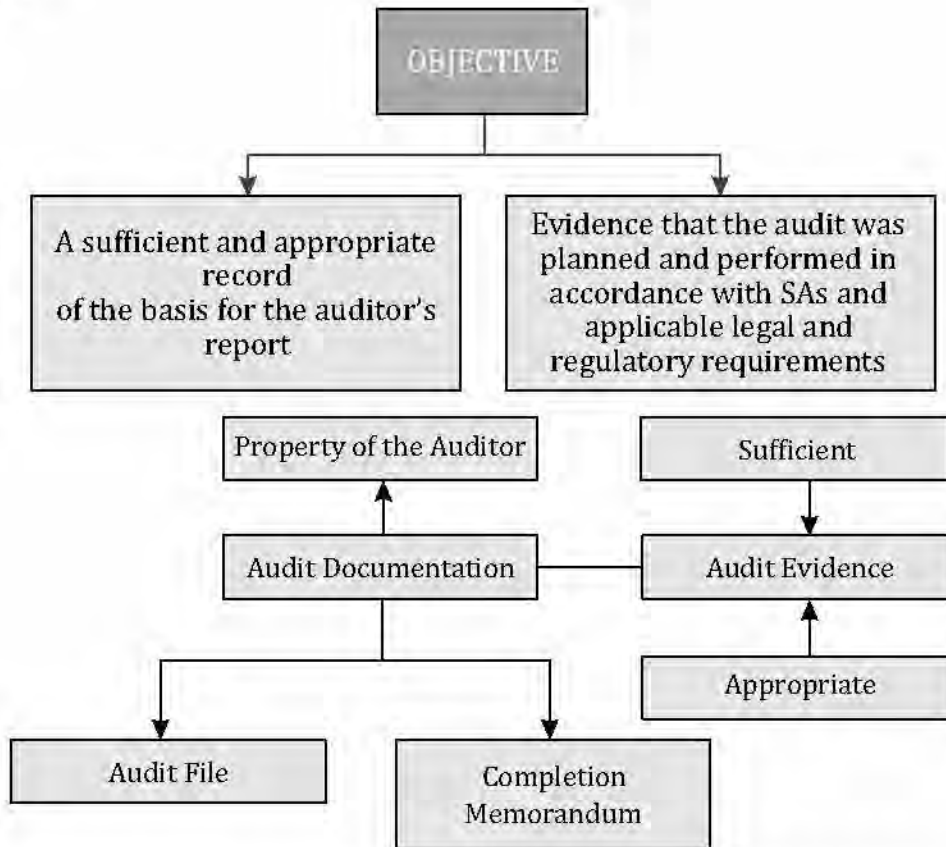 OBJECTIVE
A sufficient and appropriate
record
of the basis for the auditor's
report
Evidence that the audit was
planned and performed in
accordance with SAs and
applicable legal and
regulatory requirements
Property of the Auditor
Sufficient
Audit Documentation
Audit Evidence
Appropriate
Audit File
Completion
Memorandum